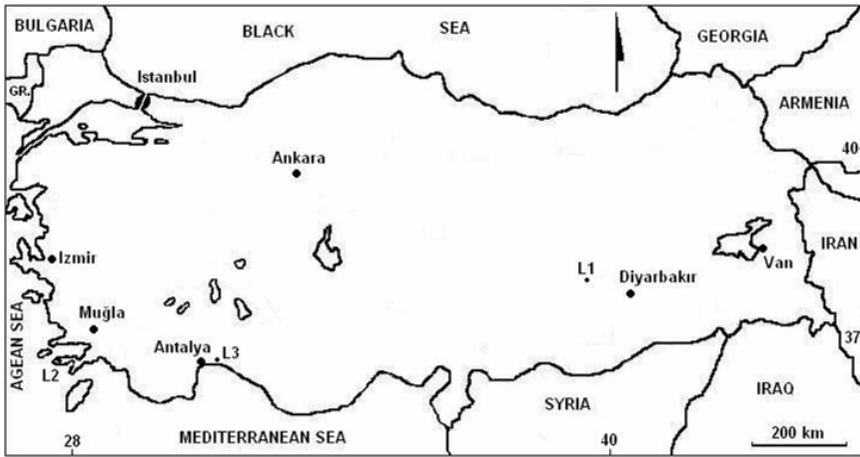 BULGARIA
BLACK
SEA
GEORGIA
GR.
Istanbul
ARMENIA
40
Ankara
IRAN
Izmir
L1
Diyarbakır
Van
AGEAN SEA
Muğla
37
Antalya
L3
L2
SYRIA
IRAQ
28
MEDITERRANEAN SEA
40
200 km